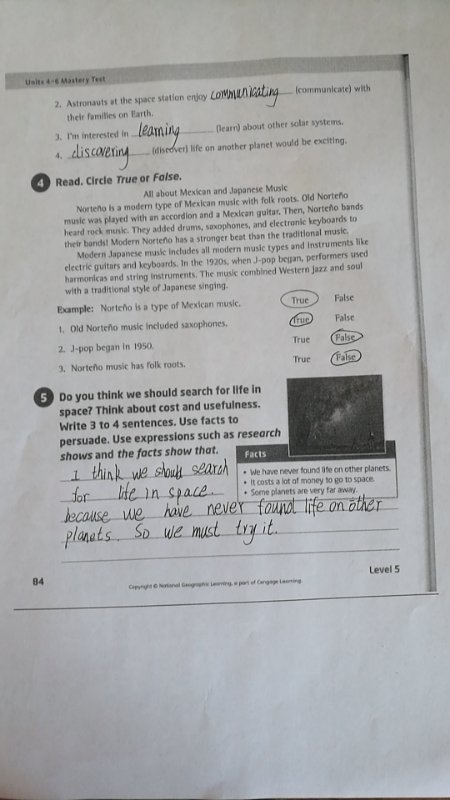 Units 4–6 Mastery Test
2. Astronauts at the space station enjoy communicating (communicate) with
their families on Earth.
3. I'm interested in learning (learn) about other solar systems.
4. discovering (discover) life on another planet would be exciting.
4 Read. Circle True or False.
All about Mexican and Japanese Music
Norteño is a modern type of Mexican music with folk roots. Old Norteño
music was played with an accordion and a Mexican guitar. Then, Norteño bands
heard rock music. They added drums, saxophones, and electronic keyboards to
their bands! Modern Norteño has a stronger beat than the traditional music.
Modern Japanese music includes all modern music types and instruments like
electric guitars and keyboards. In the 1920s, when J-pop began, performers used
harmonicas and string instruments. The music combined Western Jazz and soul
with a traditional style of Japanese singing.
Example: Norteño is a type of Mexican music. True False
1. Old Norteño music included saxophones. True False
2. J-pop began in 1950. True False
3. Norteño has folk roots. True False
5 Do you think we should search for life in
space? Think about cost and usefulness.
Write 3 to 4 sentences. Use facts to
persuade. Use expressions such as research
shows and the facts show that.
Facts
• We have never found life on other planets.
• It costs a lot of money to go to space.
• Some planets are very far away.
I think we should search
for life in space.
because we have never found life on other
planets. So we must try it.
84
Copyright © National Geographic Learning, a part of Cengage Learning.
Level 5